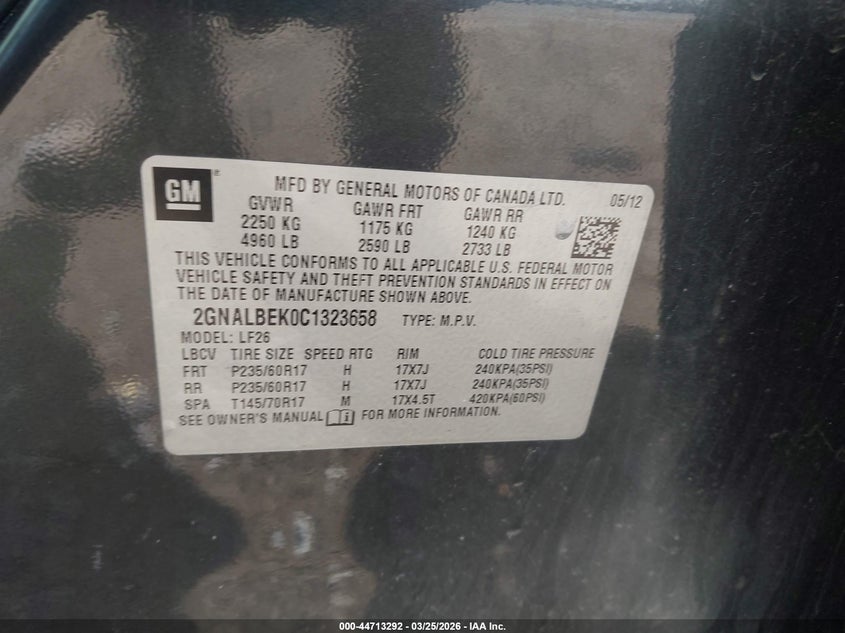 GM
MFD BY GENERAL MOTORS OF CANADA LTD. 05/12
GVWR GAWR FRT GAWR RR
2250 KG 1175 KG 1240 KG
4960 LB 2590 LB 2733 LB
THIS VEHICLE CONFORMS TO ALL APPLICABLE U.S. FEDERAL MOTOR
VEHICLE SAFETY AND THEFT PREVENTION STANDARDS IN EFFECT ON
THE DATE OF MANUFACTURE SHOWN ABOVE.
2GNALBEK0C1323658 TYPE: M.P.V.
MODEL: LF26
LBCV TIRE SIZE SPEED RTG RIM COLD TIRE PRESSURE
FRT P235/60R17 H 17X7J 240KPA(35PSI)
RR P235/60R17 H 17X7J 240KPA(35PSI)
SPA T145/70R17 M 17X4.5T 420KPA(60PSI)
SEE OWNER'S MANUAL i FOR MORE INFORMATION.
000-44713292 - 03/25/2026 - IAA Inc.